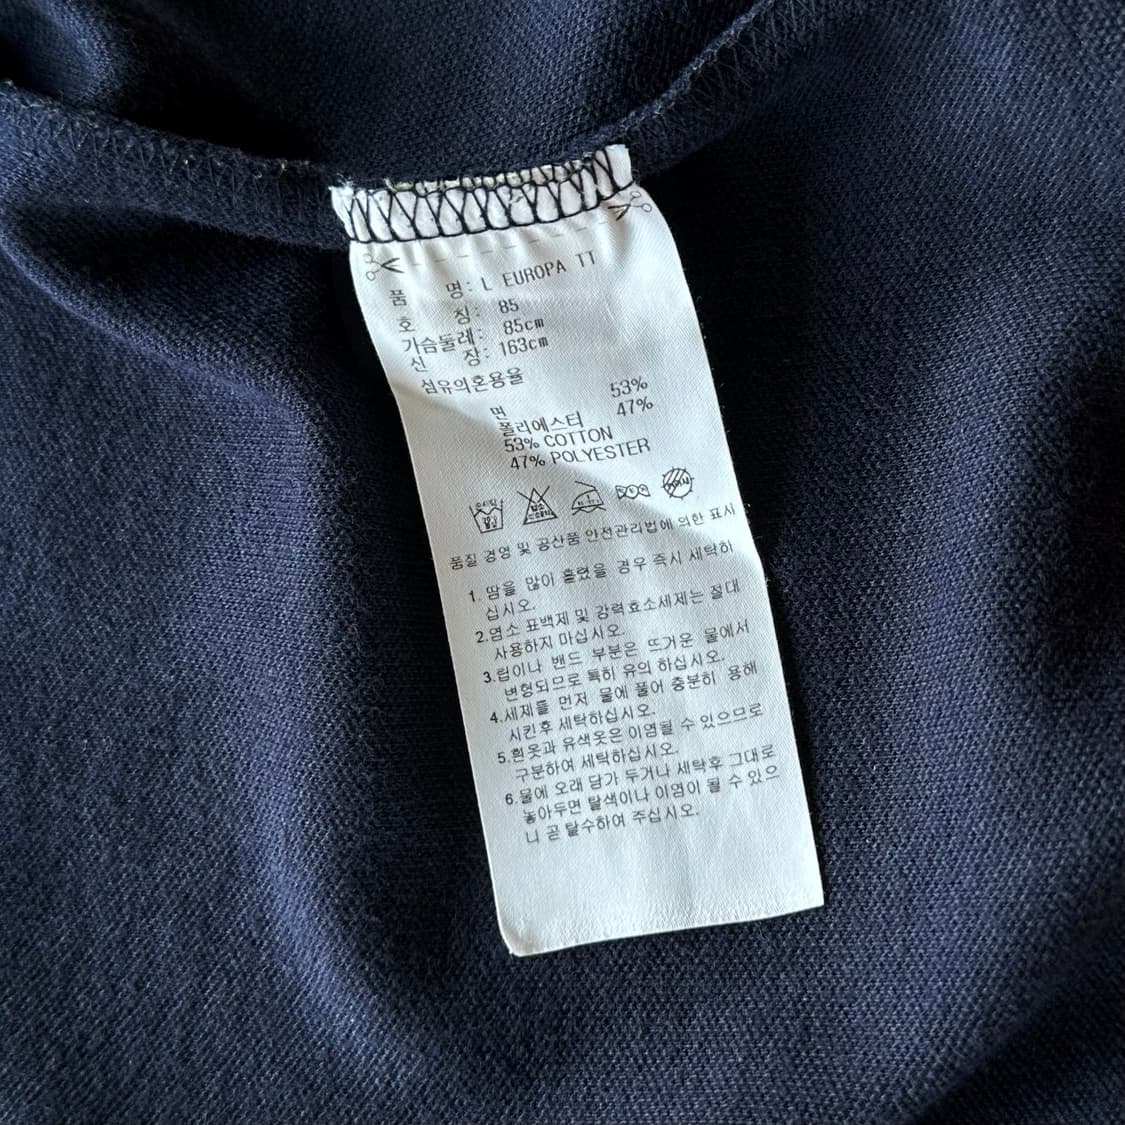 품 명: L EUROPA TT
호 칭: 85
가슴둘레: 85cm
신 장: 163cm
섬유의혼용율
면 53%
폴리에스터 47%
53% COTTON
47% POLYESTER
품질 경영 및 공산품 안전관리법에 의한 표시
1. 땀을 많이 흘렸을 경우 즉시 세탁하
십시오.
2.염소 표백제 및 강력효소세제는 절대
사용하지 마십시오.
3.립이나 밴드 부분은 뜨거운 물에서
변형되므로 특히 유의 하십시오.
4.세제를 먼저 물에 풀어 충분히 용해
시킨후 세탁하십시오.
5.흰옷과 유색옷은 이염될 수 있으므로
구분하여 세탁하십시오.
6.물에 오래 담가 두거나 세탁후 그대로
놓아두면 탈색이나 이염이 될 수 있으
니 곧 탈수하여 주십시오.